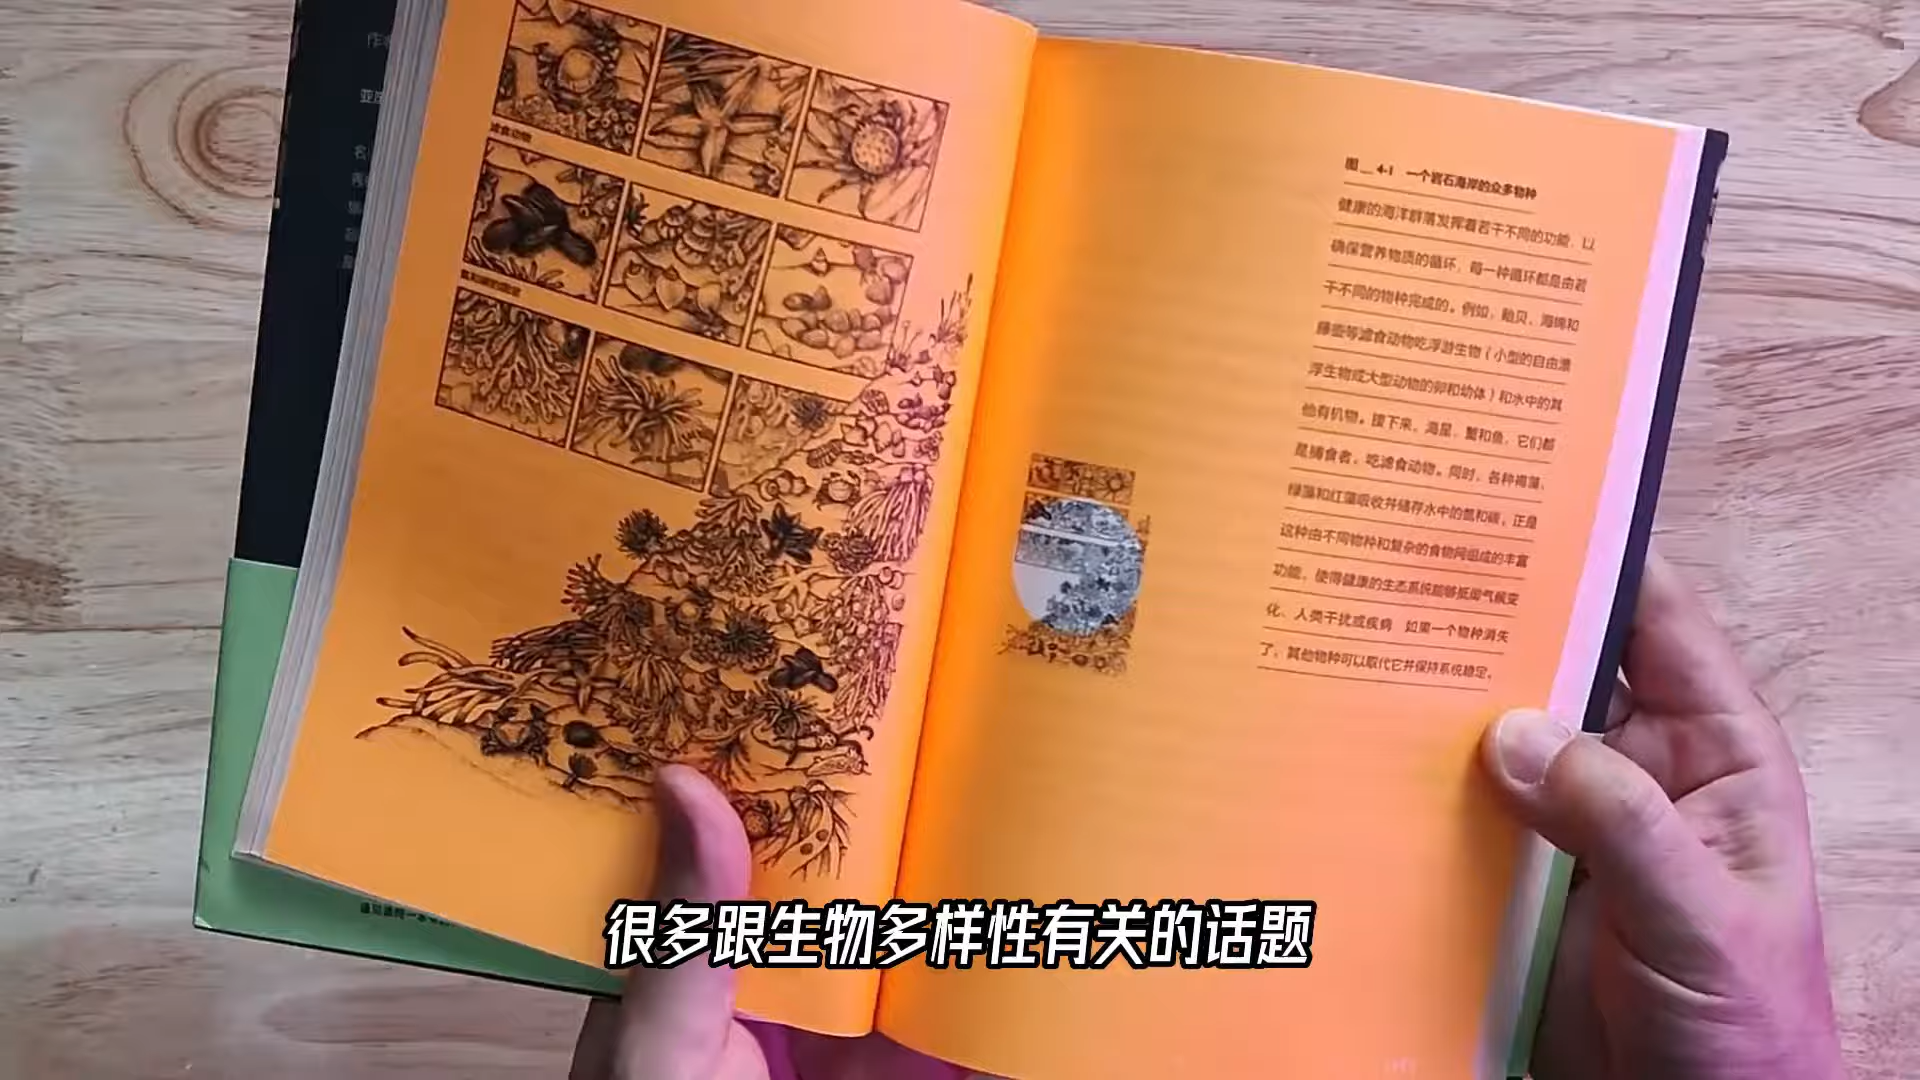 作
亚
滤食动物
图__4-1 一个岩石海岸的众多物种
健康的海洋群落发挥着若干不同的功能，以
确保营养物质的循环，每一种循环都是由若
干不同的物种完成的。例如，贻贝、海绵和
藤壶等滤食动物吃浮游生物（小型的自由漂
浮生物或大型动物的卵和幼体）和水中的其
他有机物。接下来，海星、蟹和鱼，它们都
是捕食者，吃滤食动物。同时，各种褐藻、
绿藻和红藻吸收并储存水中的氮和碳。正是
这种由不同物种和复杂的食物网组成的丰富
功能，使得健康的生态系统能够抵御气候变
化、人类干扰或疾病 如果一个物种消失
了，其他物种可以取代它并保持系统稳定。
很多跟生物多样性有关的话题